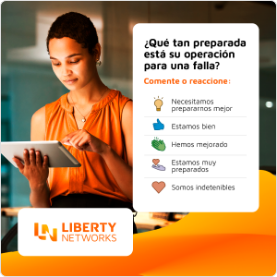 ¿Qué tan preparada
está su operación
para una falla?
Comente o reaccione:
Necesitamos
prepararnos mejor
Estamos bien
Hemos mejorado
Estamos muy
preparados
Somos indetenibles
LIBERTY
NETWORKS